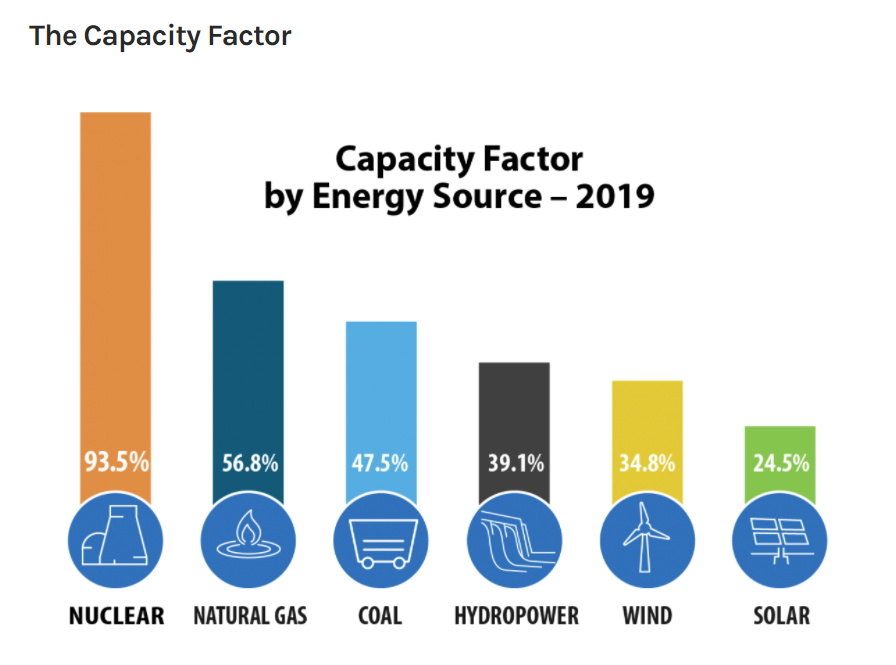 The Capacity Factor
Capacity Factor
by Energy Source – 2019
93.5%
56.8%
47.5%
39.1%
34.8%
24.5%
NUCLEAR
NATURAL GAS
COAL
HYDROPOWER
WIND
SOLAR